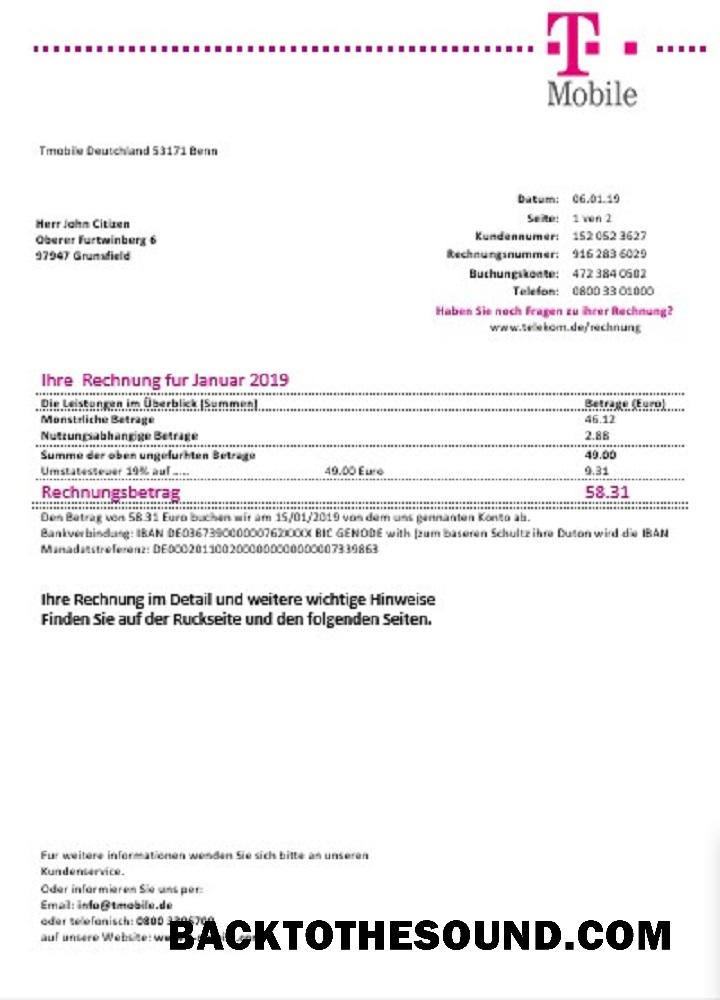 T
Mobile
Tmobile Deutchland 53171 Benn
Herr John Citizen
Oberer Furtwinberg 6
97947 Grunsfield
Datum: 06.01.19
Seite: 1 ven 2
Kundennumer: 152 052 3627
Rechnungsnummer: 916 283 6029
Buchungskonte: 472 384 0502
Telefon: 0800 33 01000
Haben Sie noch Fragen zu ihrer Rechnung?
www.telekom.de/rechnung
Ihre Rechnung fur Januar 2019
Die Leistungen im Überblick (Summen) Betrage (Euro)
Monstrliche Betrage 46.12
Nutzungsabhangige Betrage 2.88
Summe der oben ungefurhten Betrage 49.00
Umstatesteuer 19% auf ..... 49.00 Euro 9.31
Rechnungsbetrag 58.31
Den Betrag von 58.31 Euro buchen wir am 15/01/2019 von dem uns gennanten Konto ab.
Bankverbindung: IBAN DE036739000000762XXXX BIC GENODE with (zum baseren Schultz ihre Duton wird die IBAN
Manadatstreferenz:
Ihre Rechnung im Detail und weitere wichtige Hinweise
Finden Sie auf der Ruckseite und den folgenden Seiten.
Fur weitere informationen wenden Sie sich bitte an unseren
Kundenservice.
Oder informieren Sie uns per:
Email: info@tmobile.de
oder telefonisch: 0800
auf unsere Website:
BACKTOTHESOUND.COM